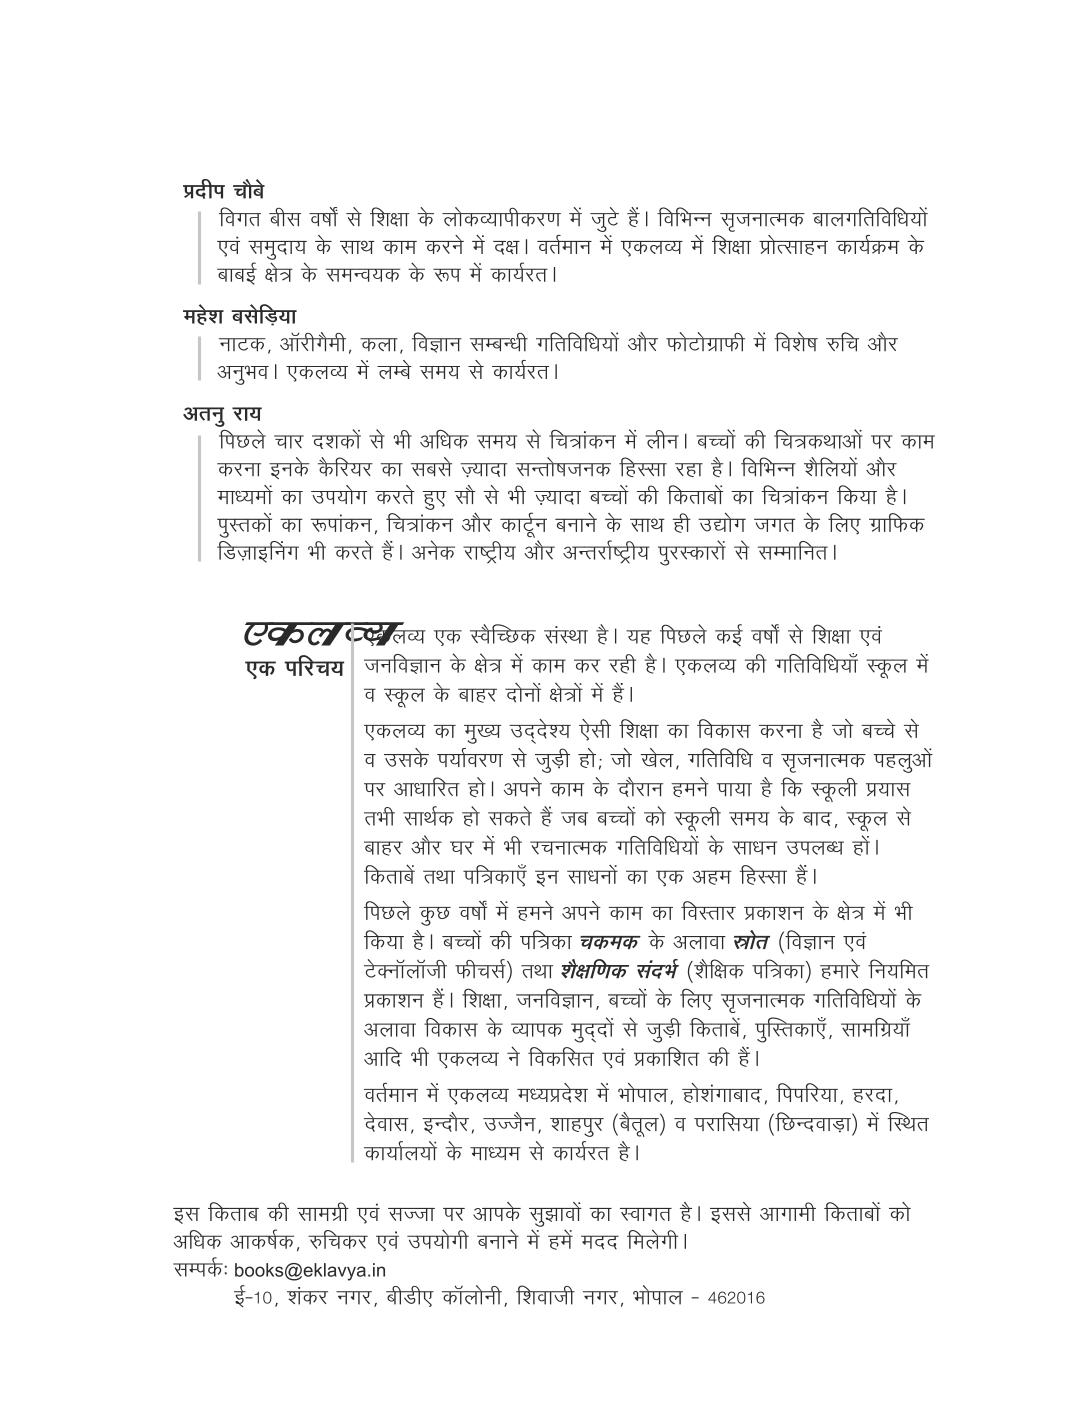 प्रदीप चौबे
विगत बीस वर्षों से शिक्षा के लोकव्यापीकरण में जुटे हैं। विभिन्न सृजनात्मक बालगतिविधियों
एवं समुदाय के साथ काम करने में दक्ष। वर्तमान में एकलव्य में शिक्षा प्रोत्साहन कार्यक्रम के
बाबई क्षेत्र के समन्वयक के रूप में कार्यरत।
महेश बसेड़िया
नाटक, ऑरीगैमी, कला, विज्ञान सम्बन्धी गतिविधियों और फोटोग्राफी में विशेष रुचि और
अनुभव। एकलव्य में लम्बे समय से कार्यरत।
अतनु राय
पिछले चार दशकों से भी अधिक समय से चित्रांकन में लीन। बच्चों की चित्रकथाओं पर काम
करना इनके कैरियर का सबसे ज़्यादा सन्तोषजनक हिस्सा रहा है। विभिन्न शैलियों और
माध्यमों का उपयोग करते हुए सौ से भी ज़्यादा बच्चों की किताबों का चित्रांकन किया है।
पुस्तकों का रूपांकन, चित्रांकन और कार्टून बनाने के साथ ही उद्योग जगत के लिए ग्राफिक
डिज़ाइनिंग भी करते हैं। अनेक राष्ट्रीय और अन्तर्राष्ट्रीय पुरस्कारों से सम्मानित।
एकलव्य
एक परिचय
एकलव्य एक स्वैच्छिक संस्था है। यह पिछले कई वर्षों से शिक्षा एवं
जनविज्ञान के क्षेत्र में काम कर रही है। एकलव्य की गतिविधियाँ स्कूल में
व स्कूल के बाहर दोनों क्षेत्रों में हैं।
एकलव्य का मुख्य उद्देश्य ऐसी शिक्षा का विकास करना है जो बच्चे से
व उसके पर्यावरण से जुड़ी हो; जो खेल, गतिविधि व सृजनात्मक पहलुओं
पर आधारित हो। अपने काम के दौरान हमने पाया है कि स्कूली प्रयास
तभी सार्थक हो सकते हैं जब बच्चों को स्कूली समय के बाद, स्कूल से
बाहर और घर में भी रचनात्मक गतिविधियों के साधन उपलब्ध हों।
किताबें तथा पत्रिकाएँ इन साधनों का एक अहम हिस्सा हैं।
पिछले कुछ वर्षों में हमने अपने काम का विस्तार प्रकाशन के क्षेत्र में भी
किया है। बच्चों की पत्रिका चकमक के अलावा स्रोत (विज्ञान एवं
टेक्नॉलॉजी फीचर्स) तथा शैक्षणिक संदर्भ (शैक्षिक पत्रिका) हमारे नियमित
प्रकाशन हैं। शिक्षा, जनविज्ञान, बच्चों के लिए सृजनात्मक गतिविधियों के
अलावा विकास के व्यापक मुद्दों से जुड़ी किताबें, पुस्तिकाएँ, सामग्रियाँ
आदि भी एकलव्य ने विकसित एवं प्रकाशित की हैं।
वर्तमान में एकलव्य मध्यप्रदेश में भोपाल, होशंगाबाद, पिपरिया, हरदा,
देवास, इन्दौर, उज्जैन, शाहपुर (बैतूल) व परासिया (छिन्दवाड़ा) में स्थित
कार्यालयों के माध्यम से कार्यरत है।
इस किताब की सामग्री एवं सज्जा पर आपके सुझावों का स्वागत है। इससे आगामी किताबों को
अधिक आकर्षक, रुचिकर एवं उपयोगी बनाने में हमें मदद मिलेगी।
सम्पर्क: books@eklavya.in
ई-10, शंकर नगर, बीडीए कॉलोनी, शिवाजी नगर, भोपाल - 462016